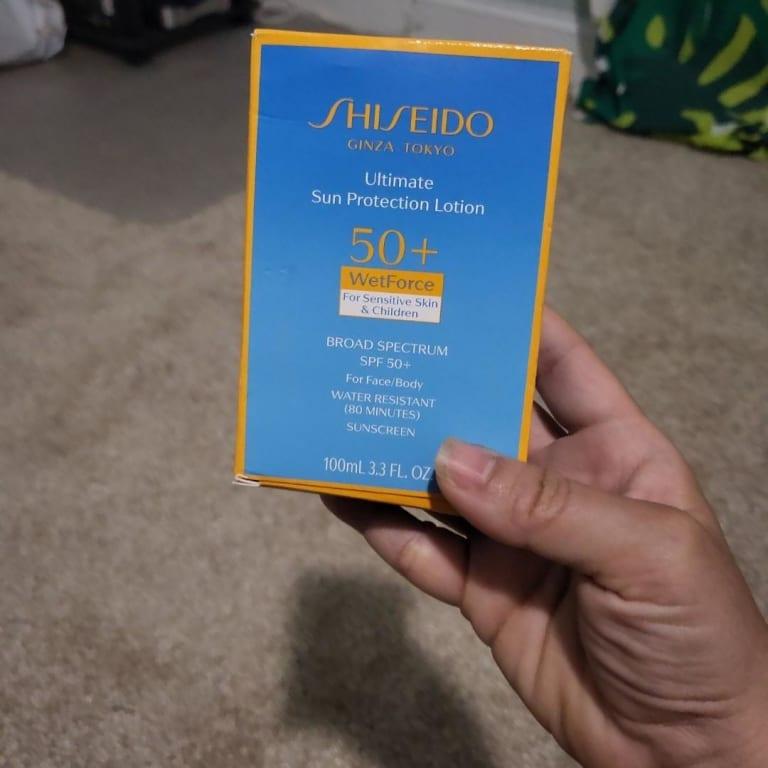 SHISEIDO
GINZA TOKYO
Ultimate
Sun Protection Lotion
50+
WetForce
For Sensitive Skin
& Children
BROAD SPECTRUM
SPF 50+
For Face/Body
WATER RESISTANT
(80 MINUTES)
SUNSCREEN
100mL 3.3 FL. OZ